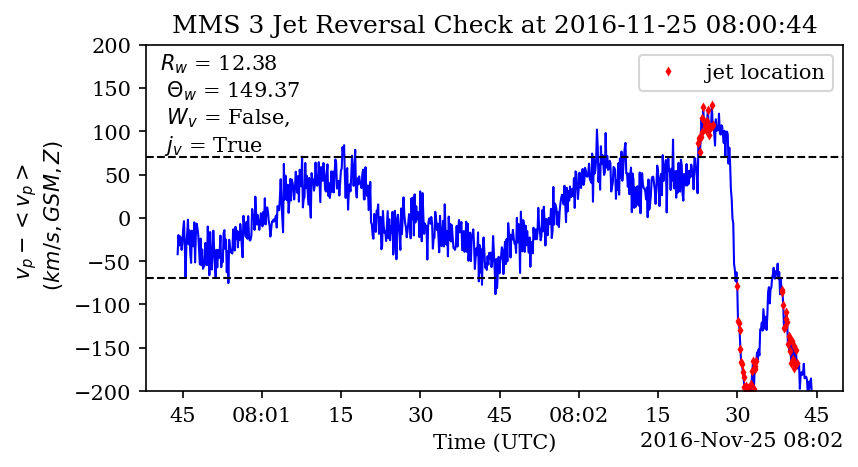 MMS 3 Jet Reversal Check at 2016-11-25 08:00:44
R_w = 12.38
Θ_w = 149.37
W_v = False,
j_v = True
jet location
v_p − < v_p >
(km/s, GSM, Z)
200
150
100
50
0
−50
−100
−150
−200
45 08:01 15 30 45 08:02 15 30 45
Time (UTC)
2016-Nov-25 08:02